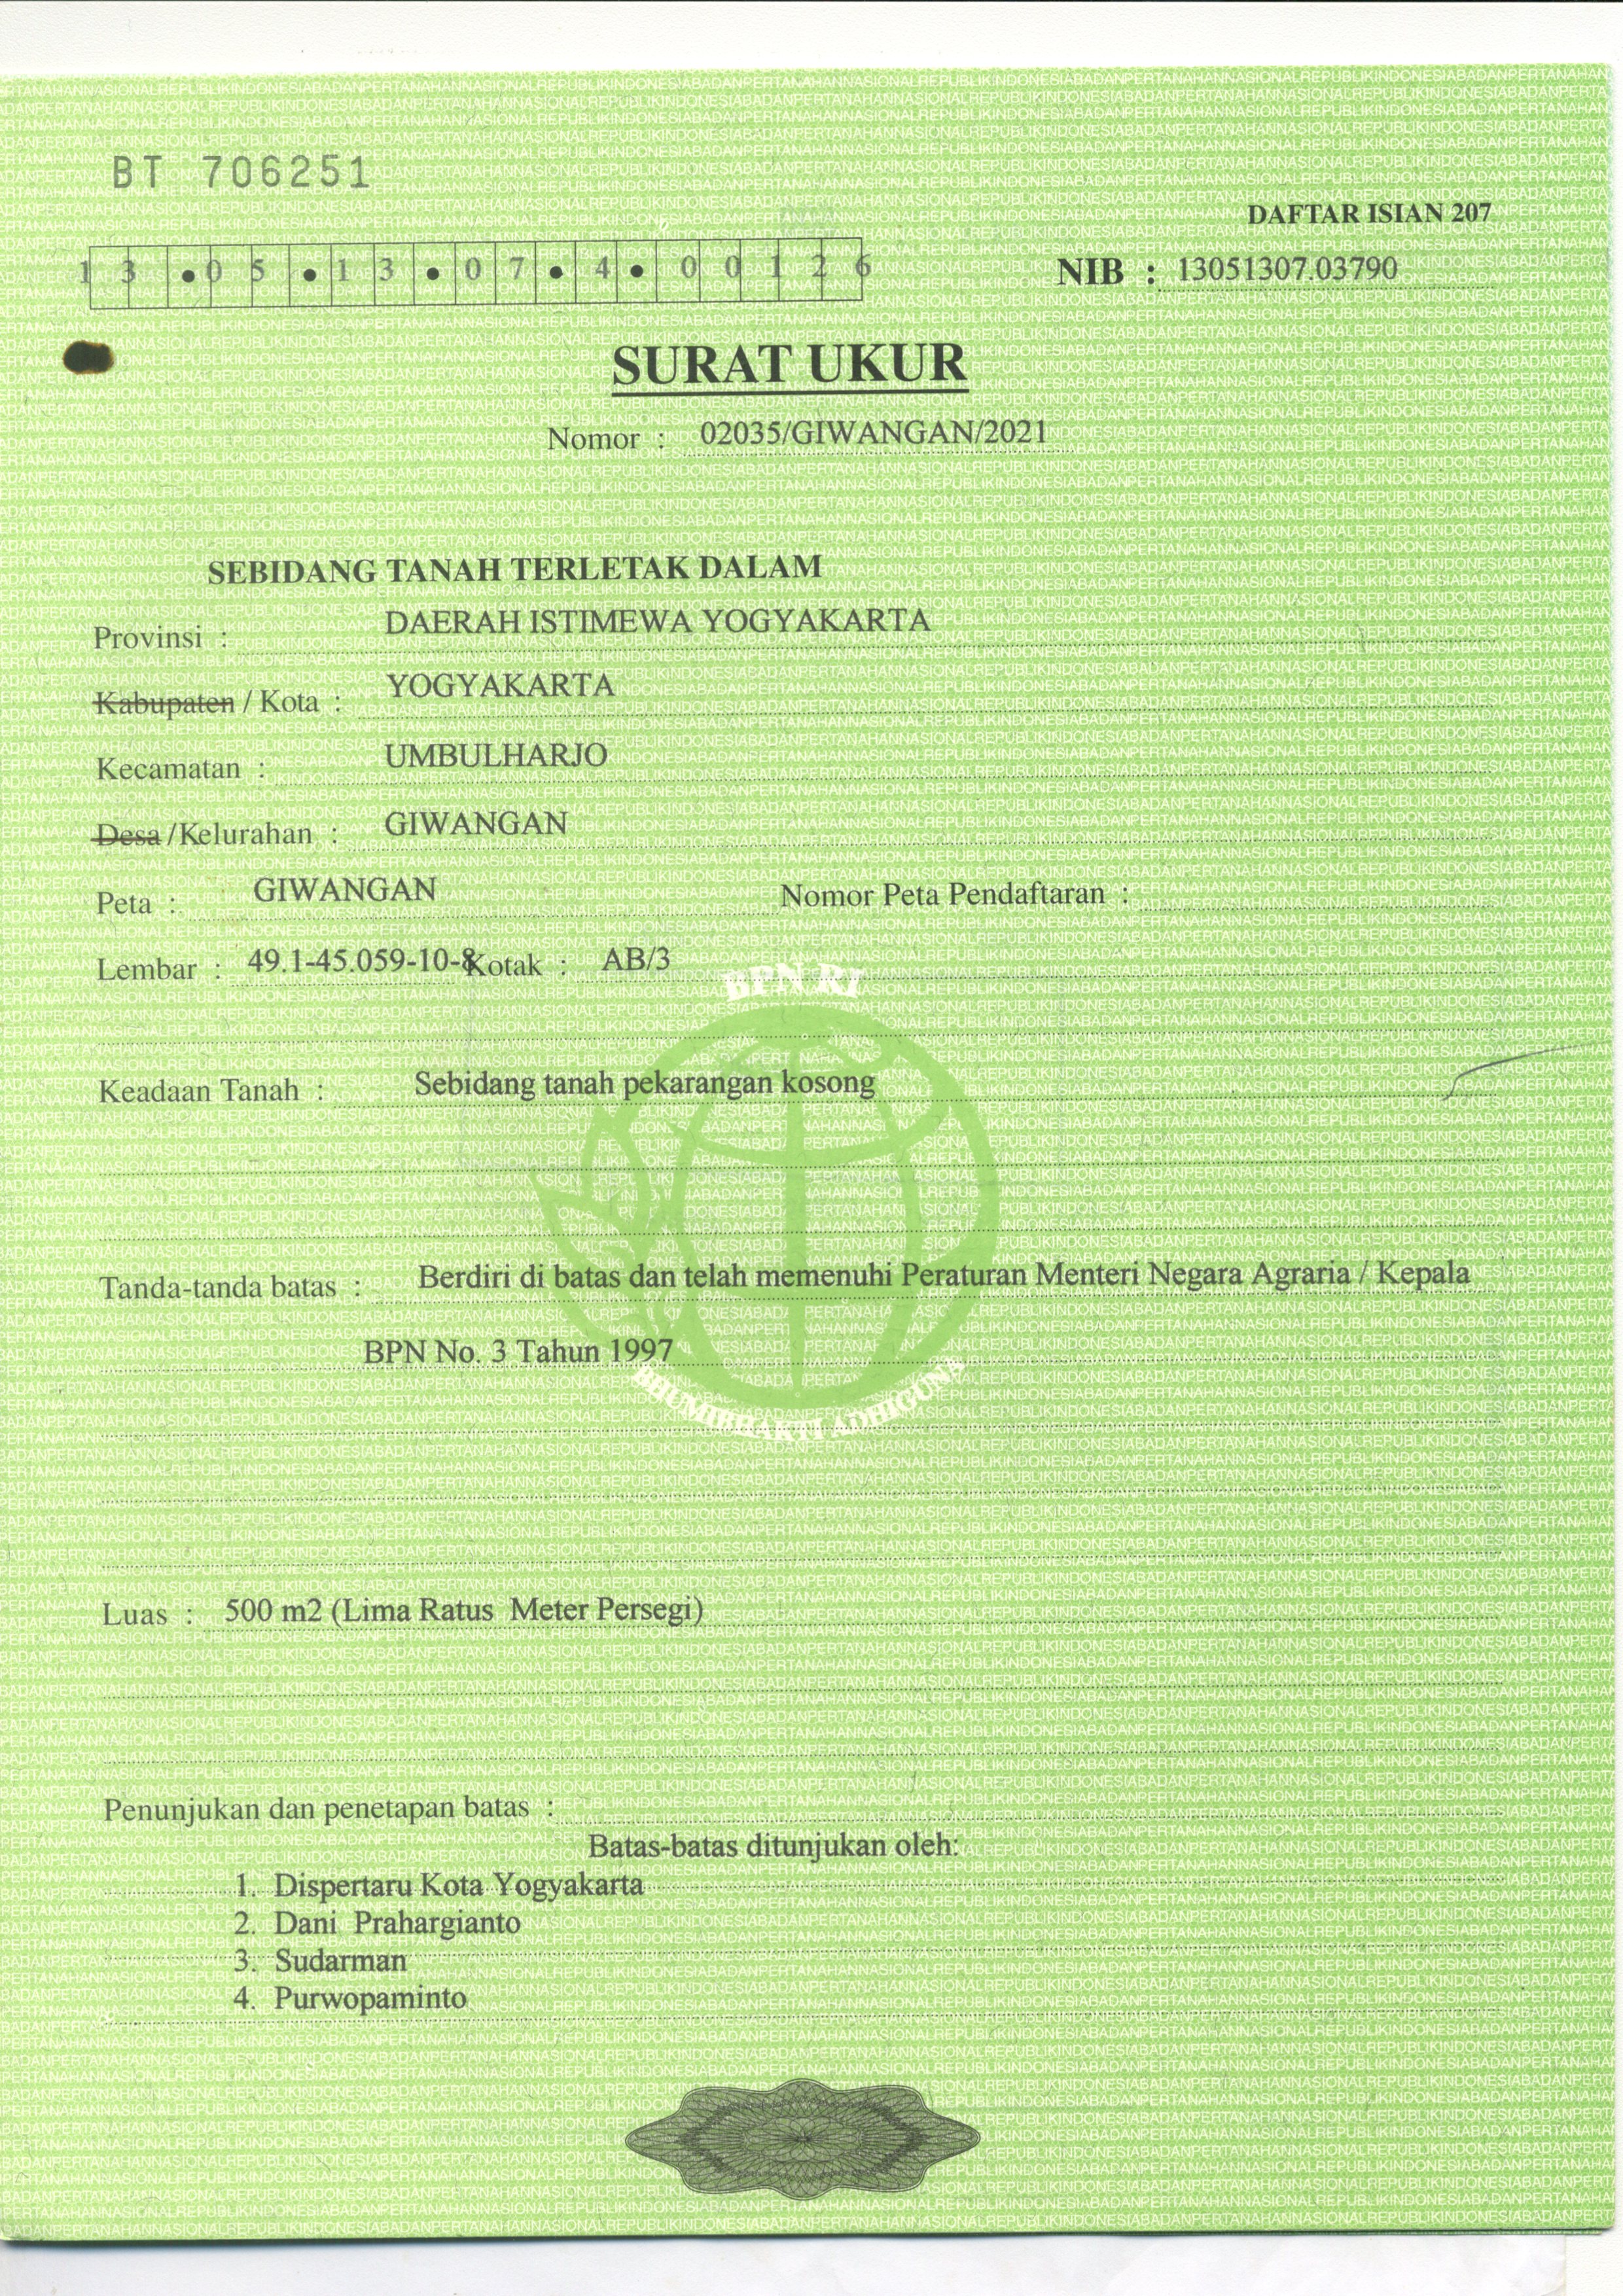 BT 706251
DAFTAR ISIAN 207
13.05.13.07.4.00126
NIB : 13051307.03790
SURAT UKUR
Nomor : 02035/GIWANGAN/2021
SEBIDANG TANAH TERLETAK DALAM
Provinsi : DAERAH ISTIMEWA YOGYAKARTA
Kabupaten / Kota : YOGYAKARTA
Kecamatan : UMBULHARJO
Desa /Kelurahan : GIWANGAN
Peta : GIWANGAN Nomor Peta Pendaftaran :
Lembar : 49.1-45.059-10-8 Kotak : AB/3
BPN RI
Keadaan Tanah : Sebidang tanah pekarangan kosong
Tanda-tanda batas : Berdiri di batas dan telah memenuhi Peraturan Menteri Negara Agraria / Kepala
BPN No. 3 Tahun 1997
BHUMIBHAKTI ADHIGUNA
Luas : 500 m2 (Lima Ratus Meter Persegi)
Penunjukan dan penetapan batas :
Batas-batas ditunjukan oleh:
1. Dispertaru Kota Yogyakarta
2. Dani Prahargianto
3. Sudarman
4. Purwopaminto